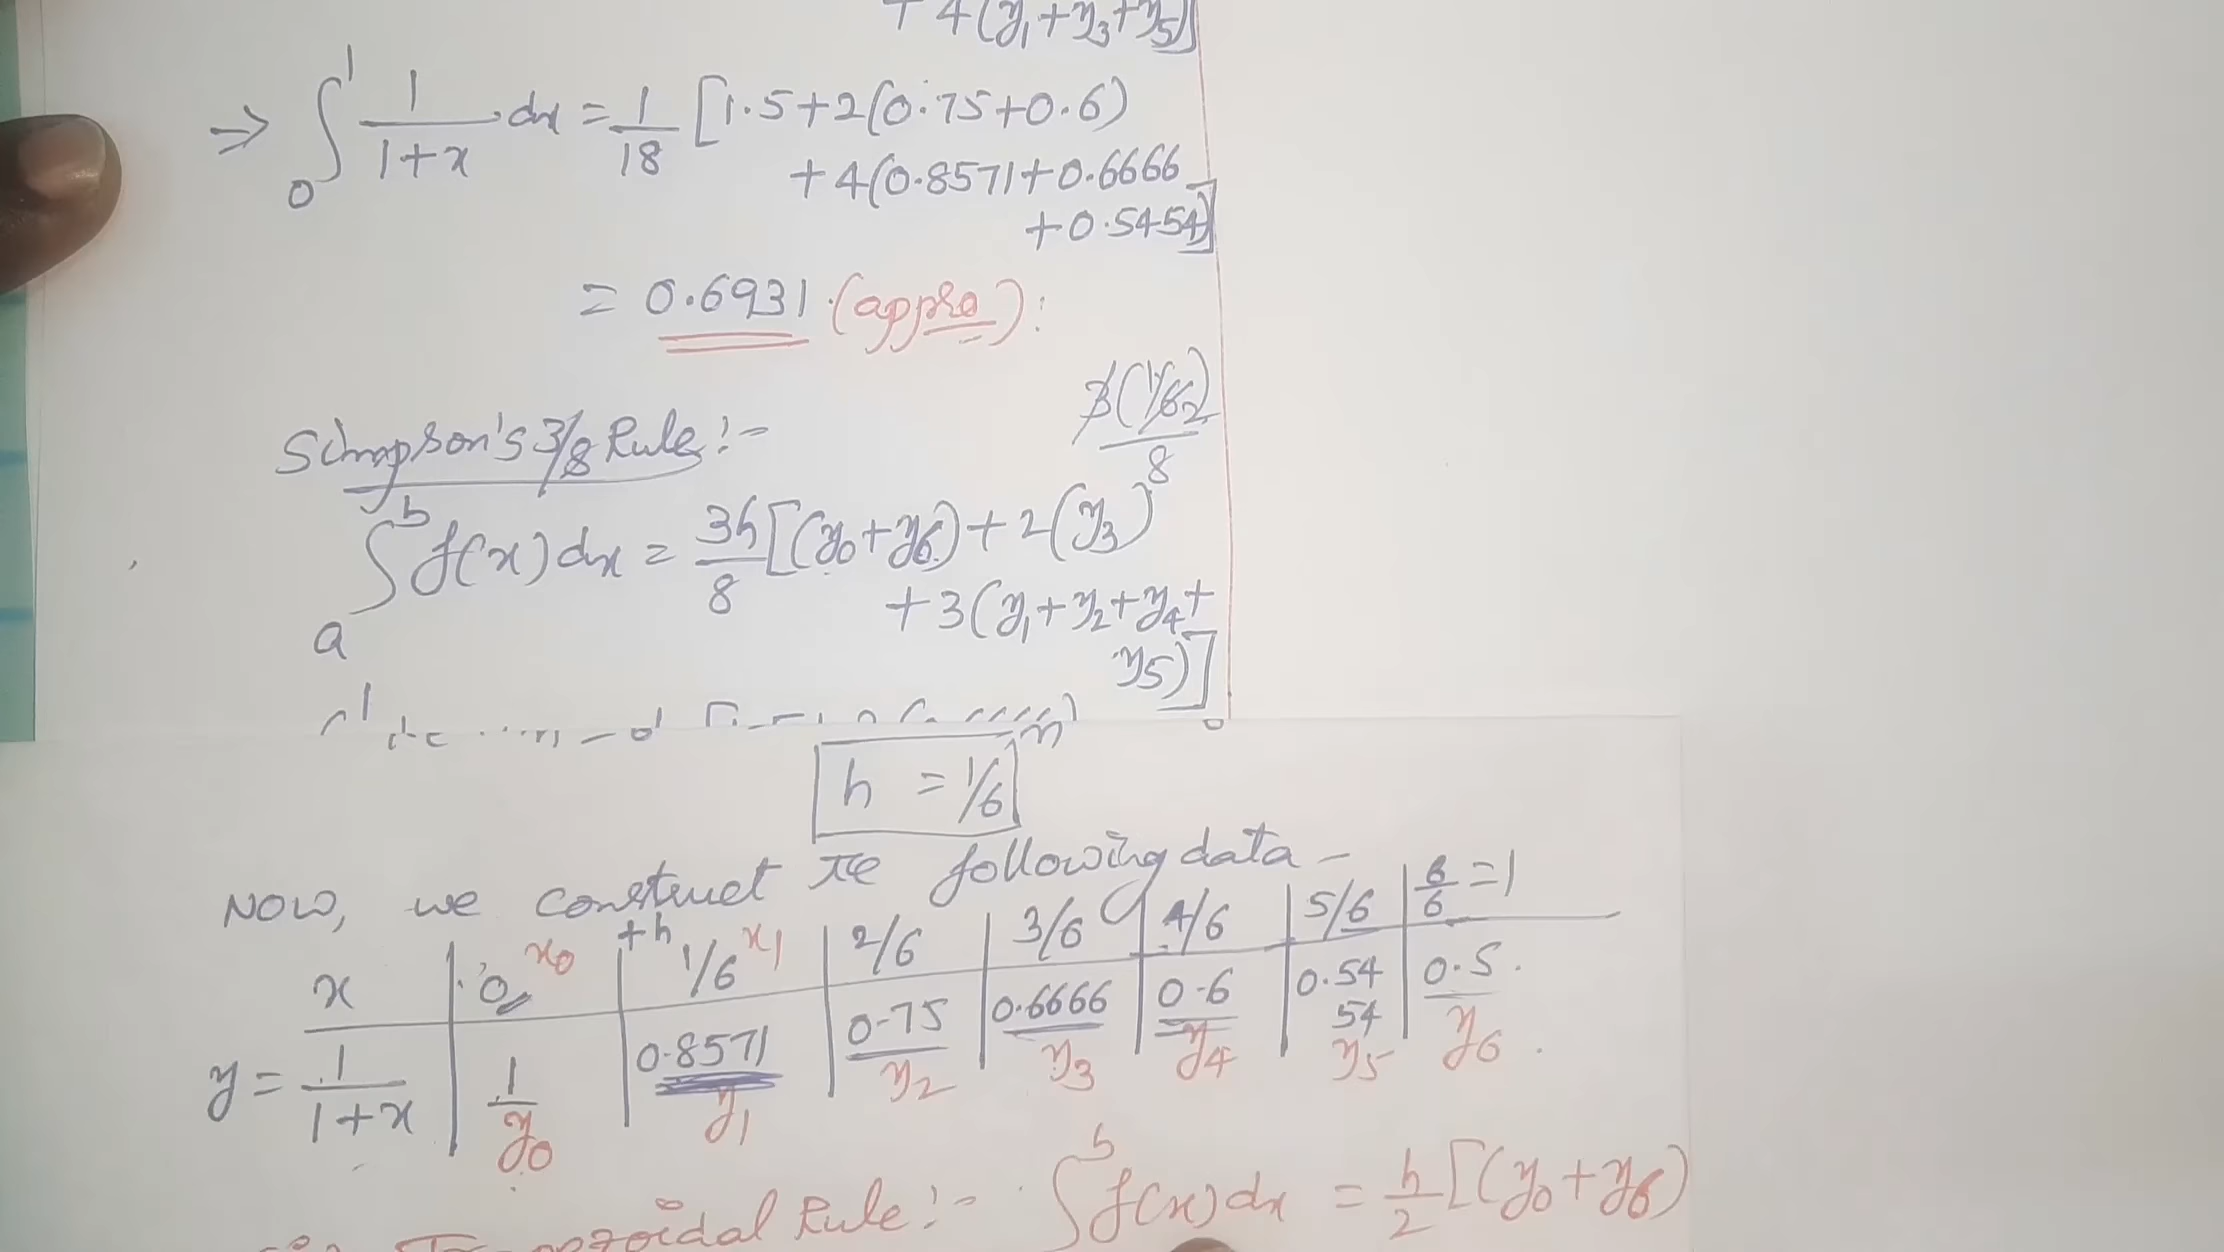 + 4(y1+y3+y5)]
⇒ ∫₀¹ 1/(1+x) dx = 1/18 [1.5+2(0.75+0.6)
+4(0.8571+0.6666
+0.5454)]
= 0.6931 (appro):
3(1/6 2)/8
Simpson's 3/8 Rule:-
∫ₐᵇ f(x) dx = 3h/8 [(y0+y6)+2(y3)
+3(y1+y2+y4+
y5)]
h = 1/6
Now, we construct the following data -
x | 0 x0 | +h 1/6 x1 | 2/6 | 3/6 | 4/6 | 5/6 | 6/6 = 1
y = 1/(1+x) | 1 y0 | 0.8571 y1 | 0.75 y2 | 0.6666 y3 | 0.6 y4 | 0.5454 y5 | 0.5 y6
Rule:- ∫ᵇ f(x) dx = h/2 [(y0+y6)